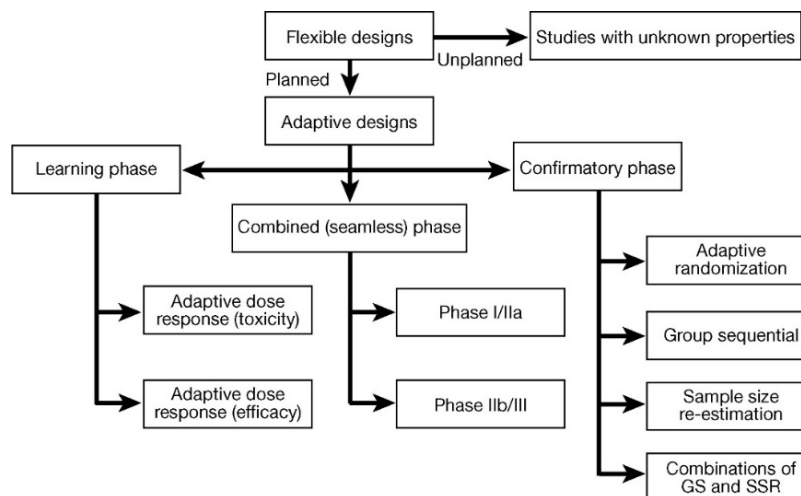 Flexible designs
Studies with unknown properties
Unplanned
Planned
Adaptive designs
Learning phase
Confirmatory phase
Combined (seamless) phase
Adaptive
randomization
Adaptive dose
response (toxicity)
Phase I/IIa
Group sequential
Adaptive dose
response (efficacy)
Phase IIb/III
Sample size
re-estimation
Combinations of
GS and SSR